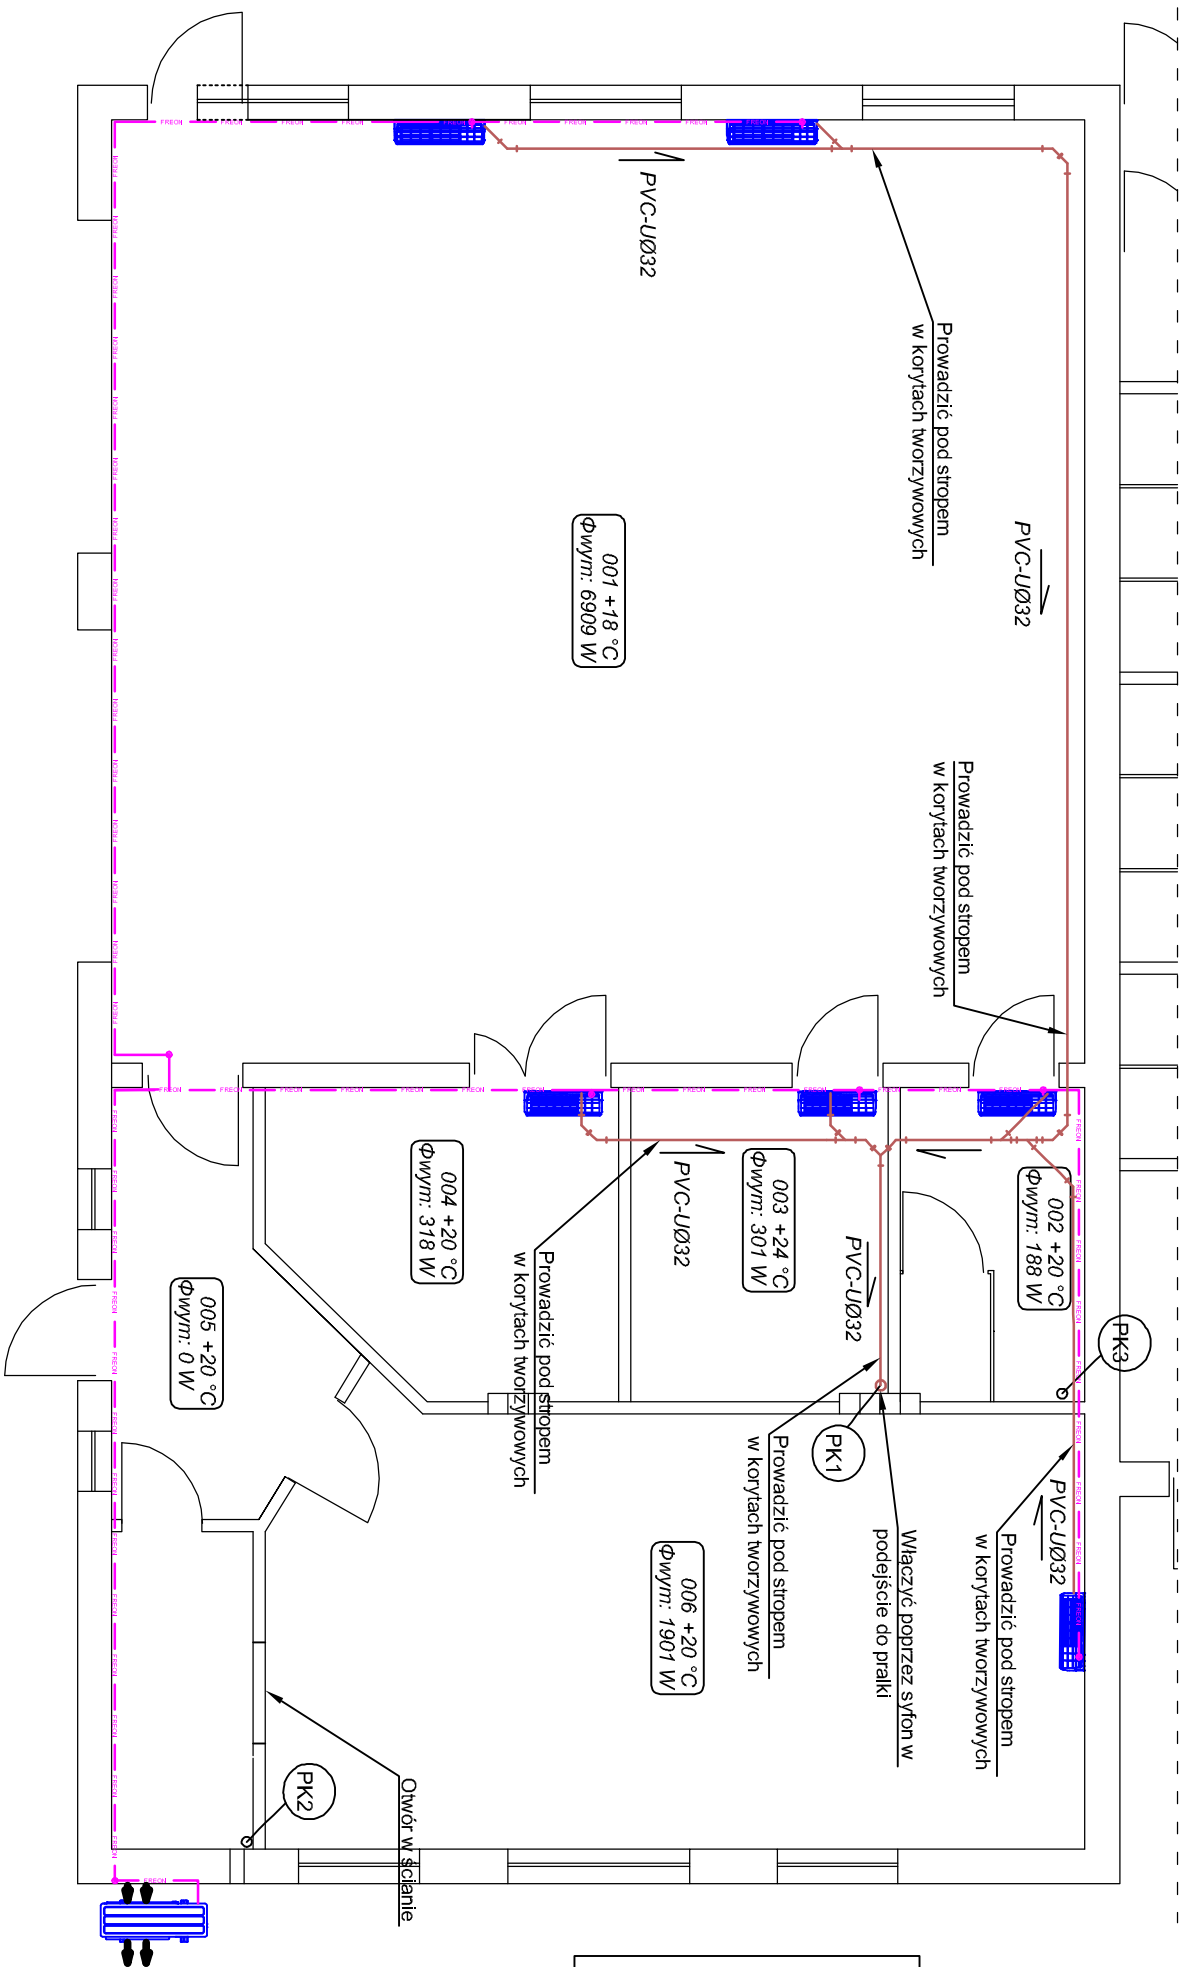 FREON
PVC-UØ32
Prowadzić pod stropem
w korytach tworzywowych
PVC-UØ32
001 +18 °C
Φwym: 6909 W
Prowadzić pod stropem
w korytach tworzywowych
002 +20 °C
Φwym: 188 W
003 +24 °C
Φwym: 301 W
004 +20 °C
Φwym: 318 W
005 +20 °C
Φwym: 0 W
PVC-UØ32
PVC-UØ32
Prowadzić pod stropem
w korytach tworzywowych
PK3
PK1
Prowadzić pod stropem
w korytach tworzywowych
Włączyć poprzez syfon w
podejście do pralki
PVC-UØ32
Prowadzić pod stropem
w korytach tworzywowych
006 +20 °C
Φwym: 1901 W
PK2
Otwór w ścianie
FREON